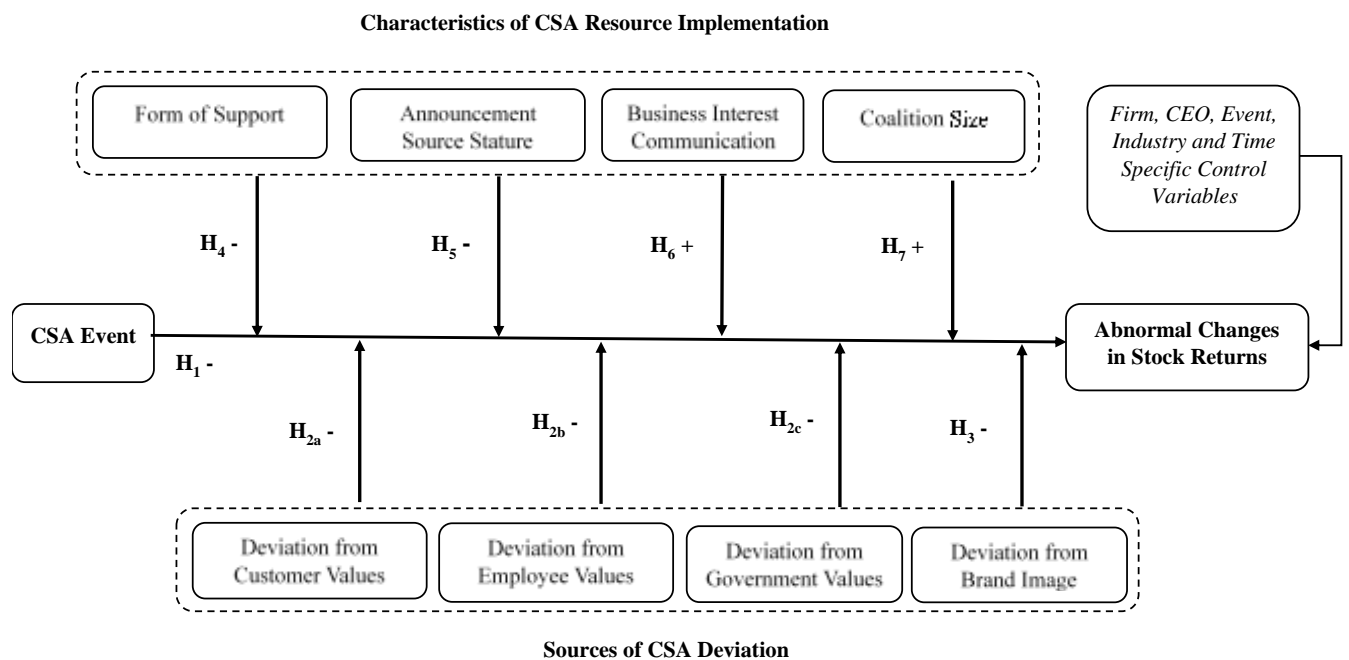 Characteristics of CSA Resource Implementation
Form of Support
Announcement
Source Stature
Business Interest
Communication
Coalition Size
Firm, CEO, Event,
Industry and Time
Specific Control
Variables
H4 -
H5 -
H6 +
H7 +
CSA Event
H1 -
Abnormal Changes
in Stock Returns
H2a -
H2b -
H2c -
H3 -
Deviation from
Customer Values
Deviation from
Employee Values
Deviation from
Government Values
Deviation from
Brand Image
Sources of CSA Deviation